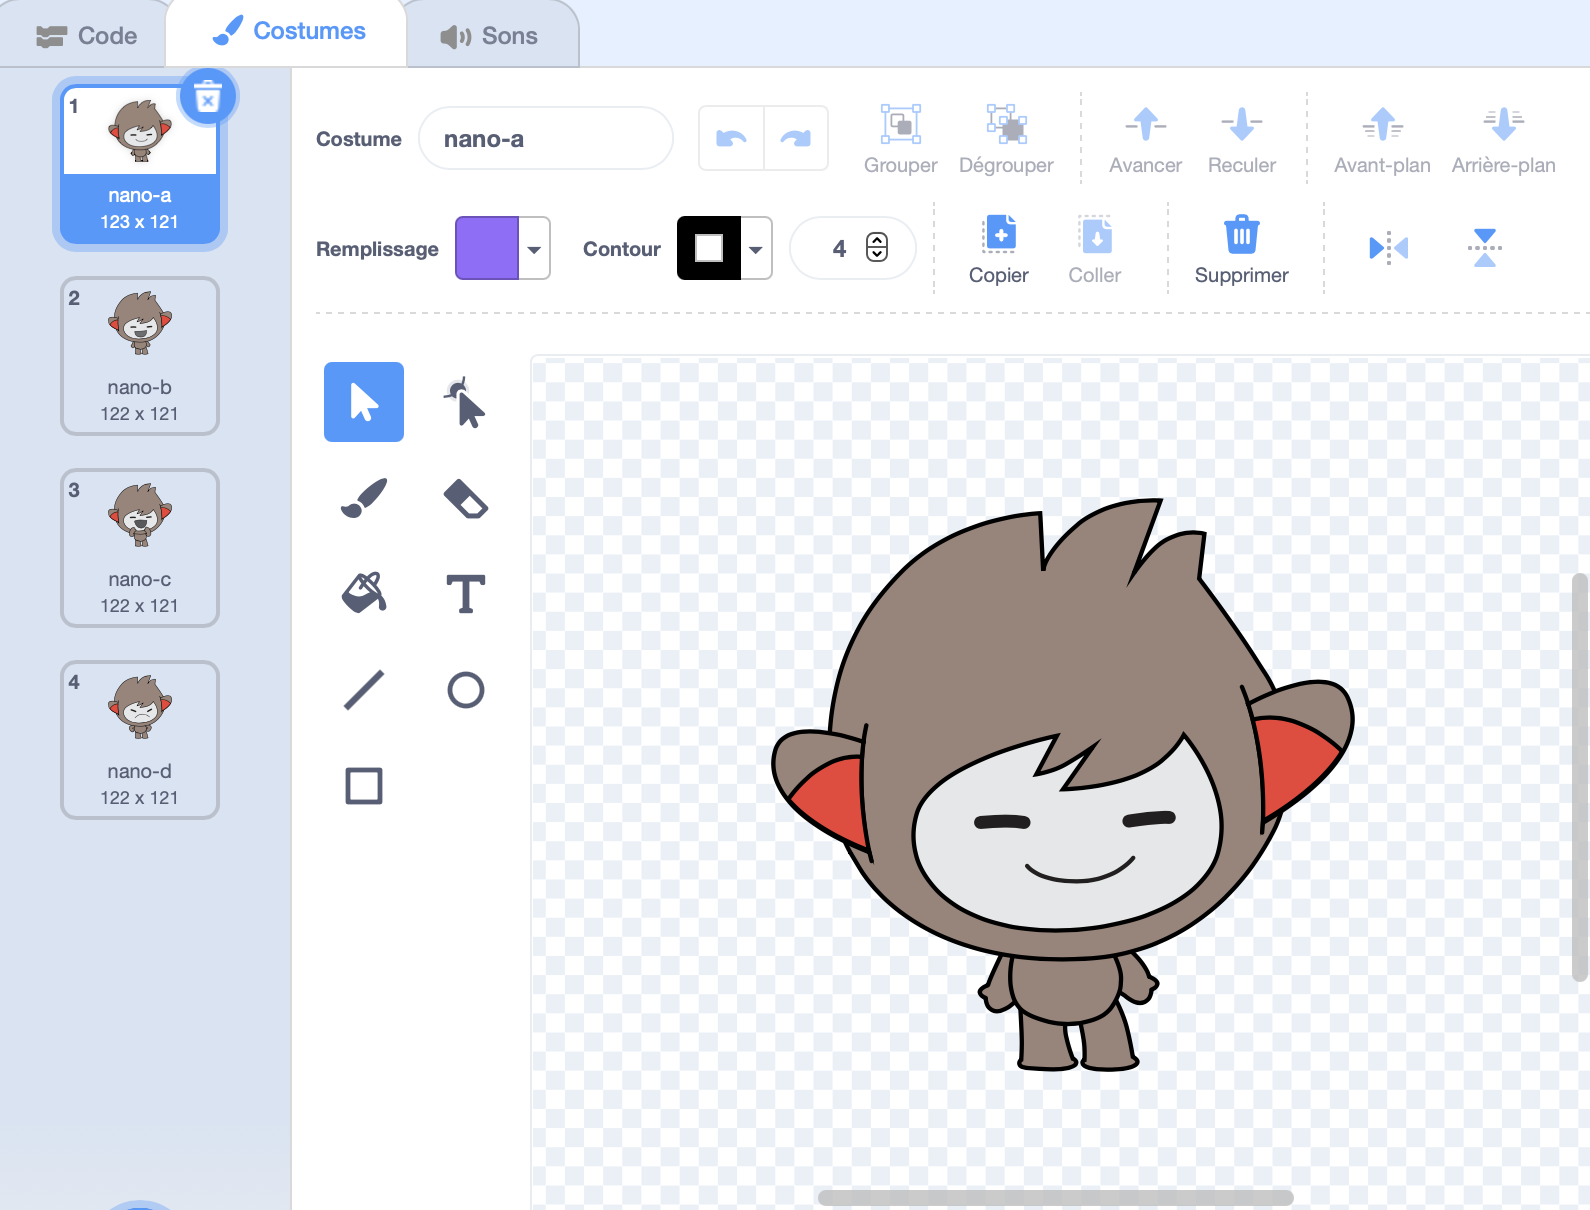 Code
Costumes
Sons
1
nano-a
123 x 121
2
nano-b
122 x 121
3
nano-c
122 x 121
4
nano-d
122 x 121
Costume
nano-a
Grouper
Dégrouper
Avancer
Reculer
Avant-plan
Arrière-plan
Remplissage
Contour
4
Copier
Coller
Supprimer